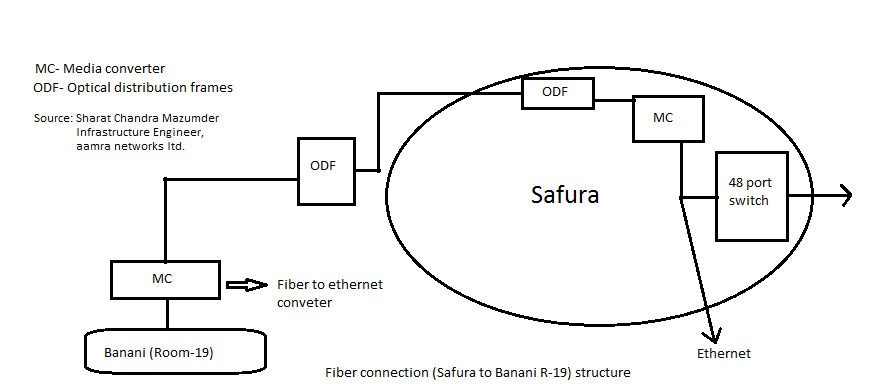 MC- Media converter
ODF- Optical distribution frames
Source: Sharat Chandra Mazumder
Infrastructure Engineer,
aamra networks ltd.
ODF
MC
ODF
Safura
48 port
switch
MC
Fiber to ethernet
conveter
Banani (Room-19)
Ethernet
Fiber connection (Safura to Banani R-19) structure